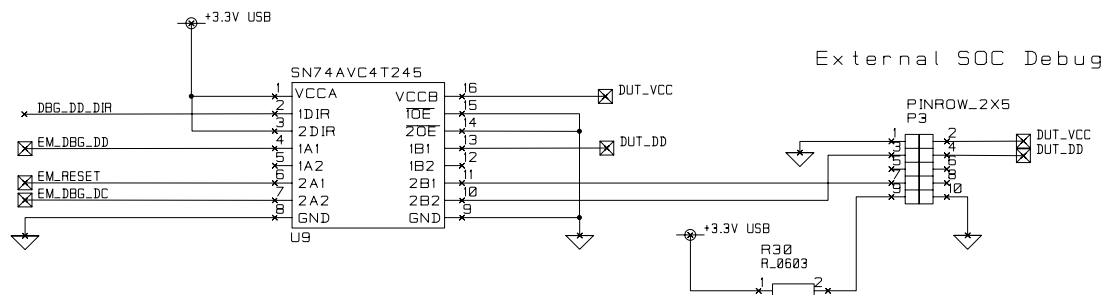 +3.3V USB
External SOC Debug
SN74AVC4T245
1 VCCA VCCB 16 DUT_VCC
DBG_DD_DIR 2 1DIR 1OE 15
3 2DIR 2OE 14
EM_DBG_DD 4 1A1 1B1 13 DUT_DD
5 1A2 1B2 12
EM_RESET 6 2A1 2B1 11
EM_DBG_DC 7 2A2 2B2 10
8 GND GND 9
U9
PINROW_2X5
P3
1 2 DUT_VCC
3 4 DUT_DD
5 6
7 8
9 10
+3.3V USB
R30
R_0603
1 2